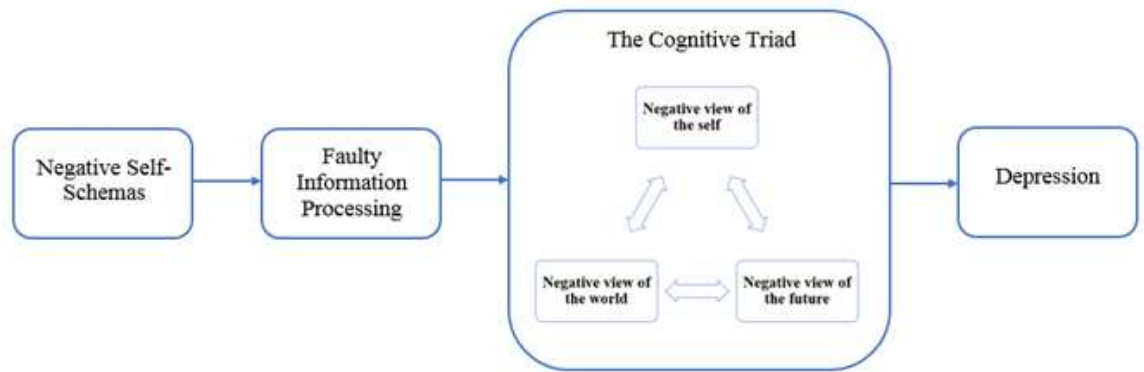 The Cognitive Triad
Negative view of
the self
Negative Self-
Schemas
Faulty
Information
Processing
Depression
Negative view of
the world
Negative view of
the future